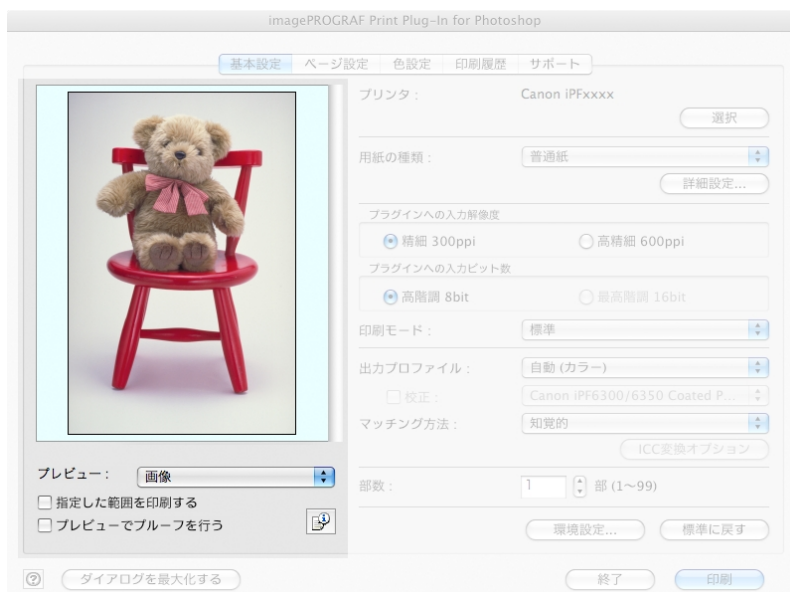 imagePROGRAF Print Plug-In for Photoshop
基本設定 ページ設定 色設定 印刷履歴 サポート
プリンタ： Canon iPFxxxx
選択
用紙の種類： 普通紙
詳細設定...
プラグインへの入力解像度
精細 300ppi 高精細 600ppi
プラグインへの入力ビット数
高階調 8bit 最高階調 16bit
印刷モード： 標準
出力プロファイル： 自動 (カラー)
校正： Canon iPF6300/6350 Coated P...
マッチング方法： 知覚的
ICC変換オプション
プレビュー： 画像
指定した範囲を印刷する
プレビューでプルーフを行う
部数： 1 部 (1〜99)
環境設定... 標準に戻す
? ダイアログを最大化する 終了 印刷